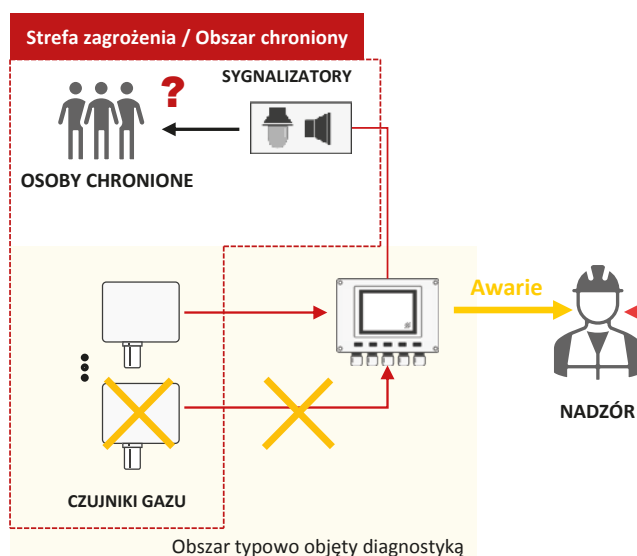 Strefa zagrożenia / Obszar chroniony
SYGNALIZATORY
?
OSOBY CHRONIONE
Awarie
NADZÓR
CZUJNIKI GAZU
Obszar typowo objęty diagnostyką